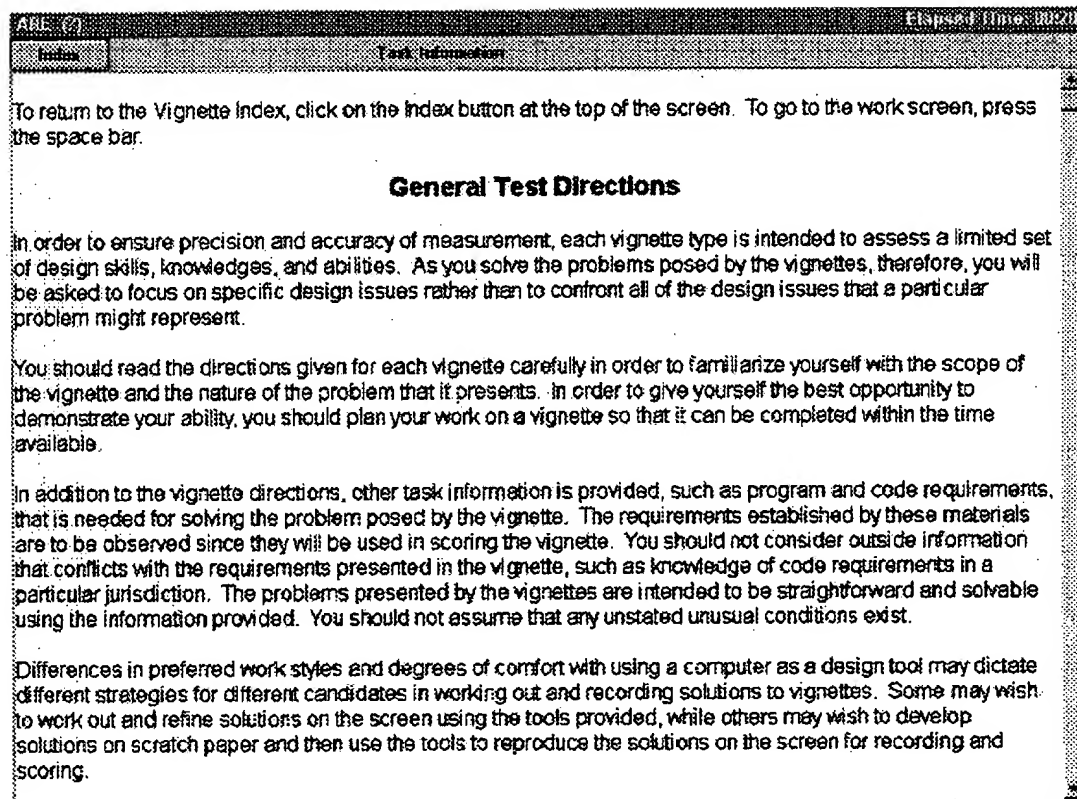 ARE (2) Elapsed Time:
Index Task Information
To return to the Vignette Index, click on the Index button at the top of the screen. To go to the work screen, press
the space bar.
General Test Directions
In order to ensure precision and accuracy of measurement, each vignette type is intended to assess a limited set
of design skills, knowledges, and abilities. As you solve the problems posed by the vignettes, therefore, you will
be asked to focus on specific design issues rather than to confront all of the design issues that a particular
problem might represent.
You should read the directions given for each vignette carefully in order to familiarize yourself with the scope of
the vignette and the nature of the problem that it presents. In order to give yourself the best opportunity to
demonstrate your ability, you should plan your work on a vignette so that it can be completed within the time
available.
In addition to the vignette directions, other task information is provided, such as program and code requirements,
that is needed for solving the problem posed by the vignette. The requirements established by these materials
are to be observed since they will be used in scoring the vignette. You should not consider outside information
that conflicts with the requirements presented in the vignette, such as knowledge of code requirements in a
particular jurisdiction. The problems presented by the vignettes are intended to be straightforward and solvable
using the information provided. You should not assume that any unstated unusual conditions exist.
Differences in preferred work styles and degrees of comfort with using a computer as a design tool may dictate
different strategies for different candidates in working out and recording solutions to vignettes. Some may wish
to work out and refine solutions on the screen using the tools provided, while others may wish to develop
solutions on scratch paper and then use the tools to reproduce the solutions on the screen for recording and
scoring.